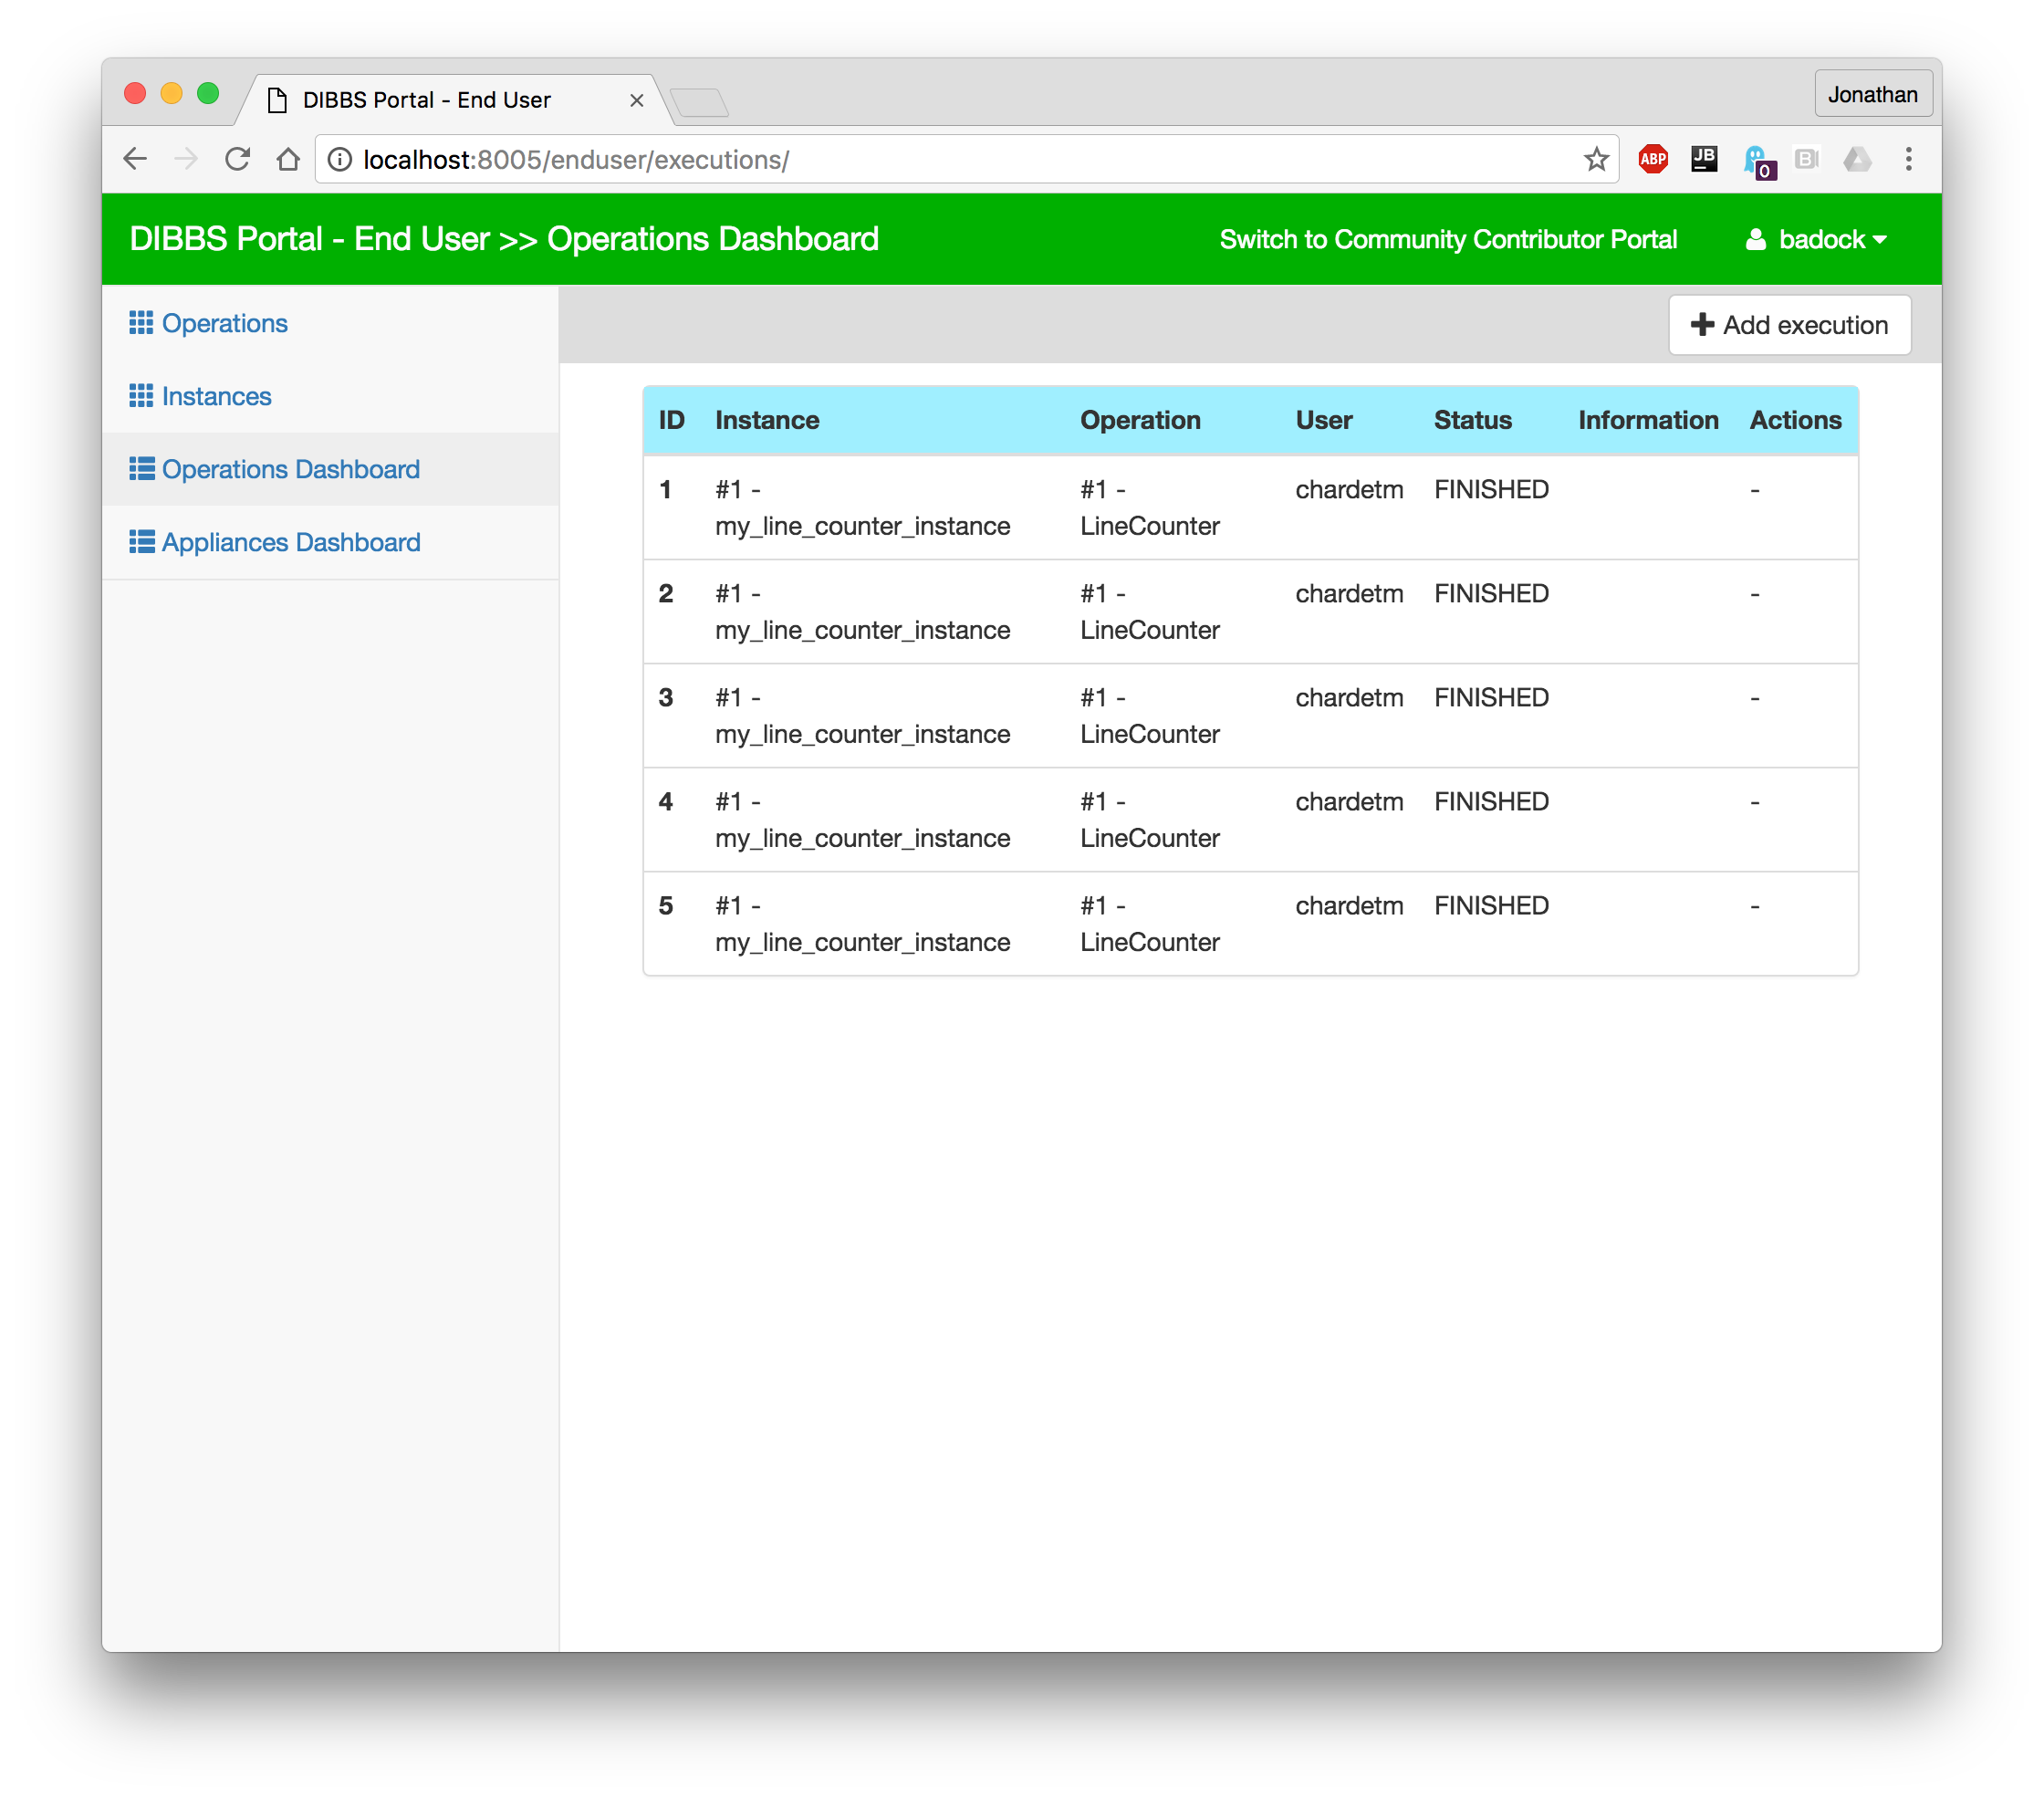 DIBBS Portal - End User
Jonathan
localhost:8005/enduser/executions/
ABP
JB
0
B
DIBBS Portal - End User >> Operations Dashboard
Switch to Community Contributor Portal
badock
Operations
Instances
Operations Dashboard
Appliances Dashboard
Add execution
ID Instance Operation User Status Information Actions
1 #1 - #1 - chardetm FINISHED -
my_line_counter_instance LineCounter
2 #1 - #1 - chardetm FINISHED -
my_line_counter_instance LineCounter
3 #1 - #1 - chardetm FINISHED -
my_line_counter_instance LineCounter
4 #1 - #1 - chardetm FINISHED -
my_line_counter_instance LineCounter
5 #1 - #1 - chardetm FINISHED -
my_line_counter_instance LineCounter